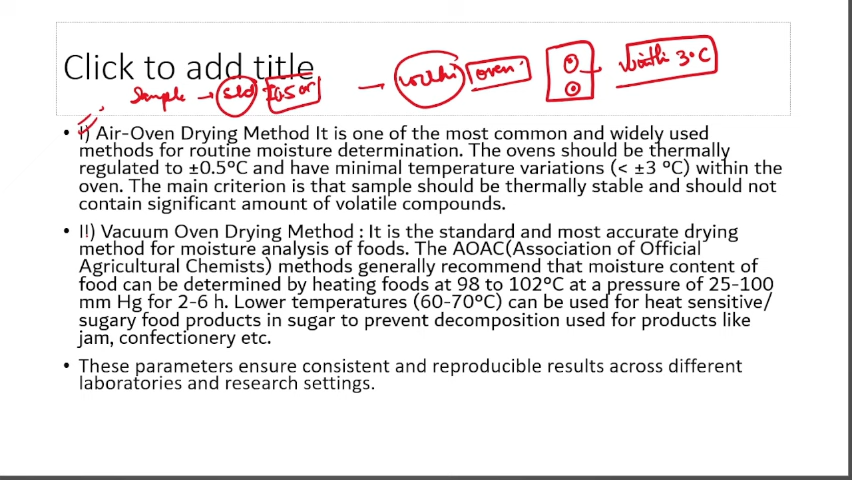 Click to add title
Sample → std ±0.5 or — within oven within 3°C
• I) Air-Oven Drying Method It is one of the most common and widely used
methods for routine moisture determination. The ovens should be thermally
regulated to ±0.5°C and have minimal temperature variations (< ±3 °C) within the
oven. The main criterion is that sample should be thermally stable and should not
contain significant amount of volatile compounds.
• II) Vacuum Oven Drying Method : It is the standard and most accurate drying
method for moisture analysis of foods. The AOAC(Association of Official
Agricultural Chemists) methods generally recommend that moisture content of
food can be determined by heating foods at 98 to 102°C at a pressure of 25-100
mm Hg for 2-6 h. Lower temperatures (60-70°C) can be used for heat sensitive/
sugary food products in sugar to prevent decomposition used for products like
jam, confectionery etc.
• These parameters ensure consistent and reproducible results across different
laboratories and research settings.